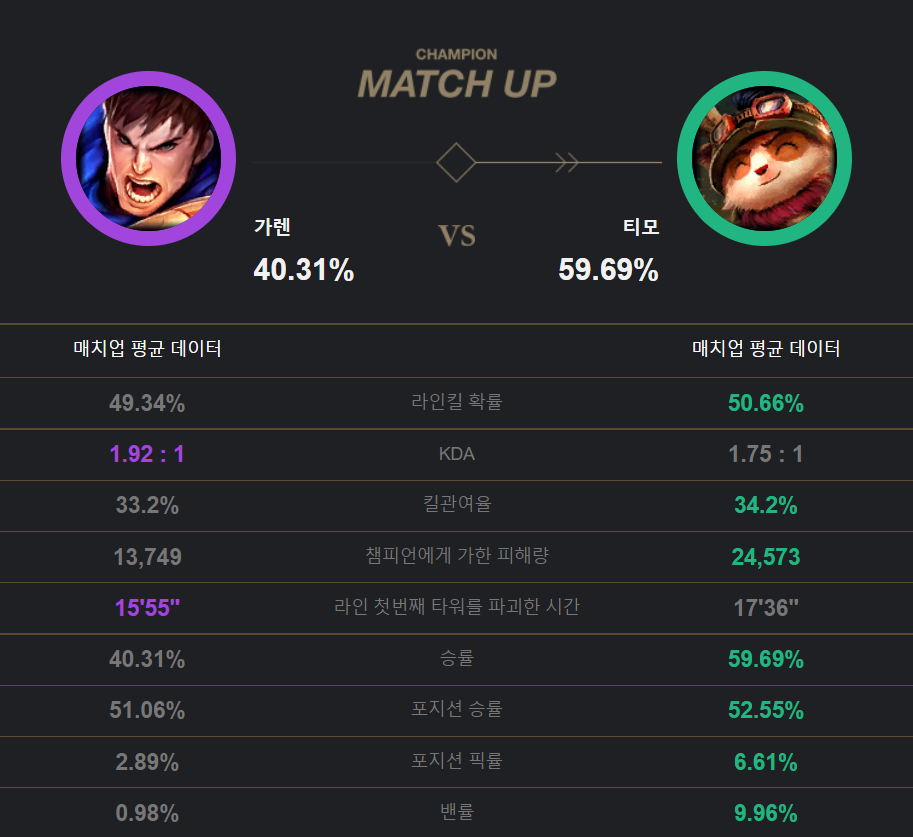 CHAMPION
MATCH UP
가렌 VS 티모
40.31% 59.69%
매치업 평균 데이터 매치업 평균 데이터
49.34% 라인킬 확률 50.66%
1.92 : 1 KDA 1.75 : 1
33.2% 킬관여율 34.2%
13,749 챔피언에게 가한 피해량 24,573
15'55" 라인 첫번째 타워를 파괴한 시간 17'36"
40.31% 승률 59.69%
51.06% 포지션 승률 52.55%
2.89% 포지션 픽률 6.61%
0.98% 밴률 9.96%